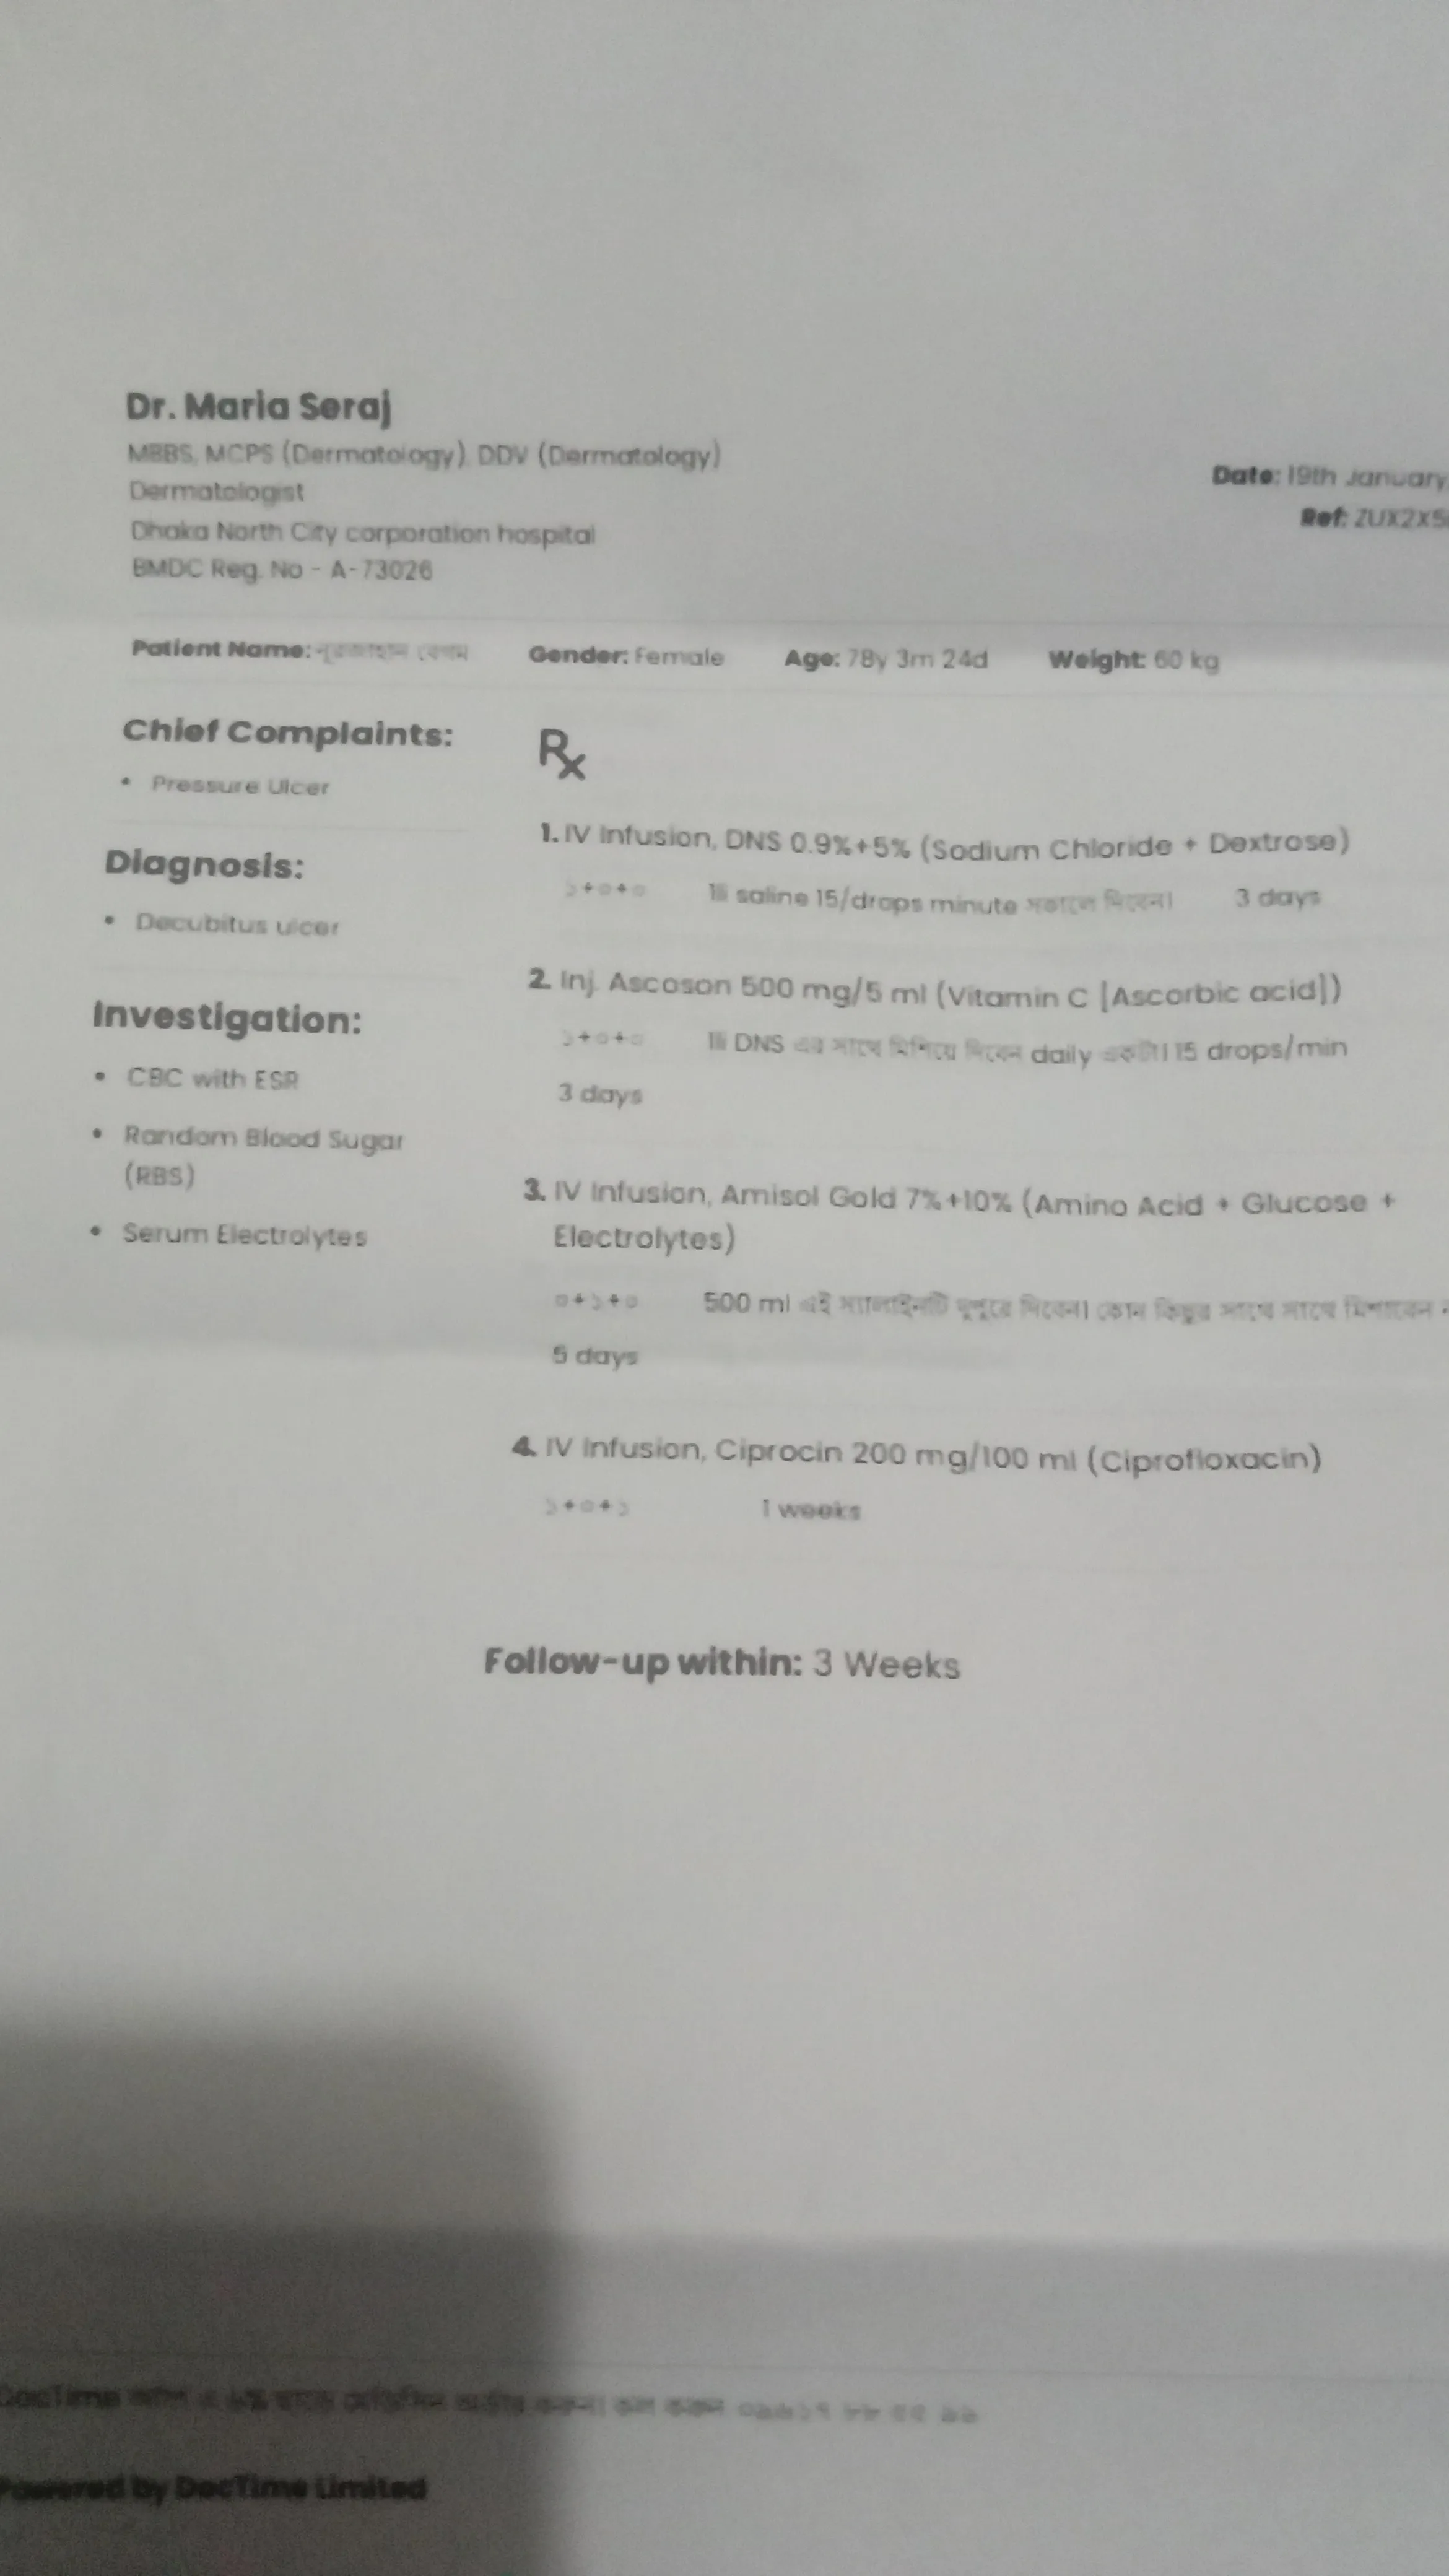 Dr. Maria Seraj
MBBS, MCPS (Dermatology), DDV (Dermatology)
Dermatologist
Dhaka North City corporation hospital
BMDC Reg. No - A-73026
Date: 19th January
Ref: ZUX2X5
Patient Name: নুরজাহান বেগম Gender: Female Age: 78y 3m 24d Weight: 60 kg
Chief Complaints:
• Pressure Ulcer
Diagnosis:
• Decubitus ulcer
Investigation:
• CBC with ESR
• Random Blood Sugar
(RBS)
• Serum Electrolytes
Rx
1. IV Infusion, DNS 0.9%+5% (Sodium Chloride + Dextrose)
১+০+০ saline 15/drops minute সকালে দিবেন। 3 days
2. Inj. Ascoson 500 mg/5 ml (Vitamin C [Ascorbic acid])
১+০+০ DNS এর সাথে মিশিয়ে দিবেন daily একটা। 15 drops/min
3 days
3. IV Infusion, Amisol Gold 7%+10% (Amino Acid + Glucose +
Electrolytes)
০+১+০ 500 ml এই স্যালাইনটি দুপুরে দিবেন। কোন কিছুর সাথে সাথে মিশাবেন
5 days
4. IV Infusion, Ciprocin 200 mg/100 ml (Ciprofloxacin)
১+০+১ 1 weeks
Follow-up within: 3 Weeks
DocTime
Powered by DocTime Limited